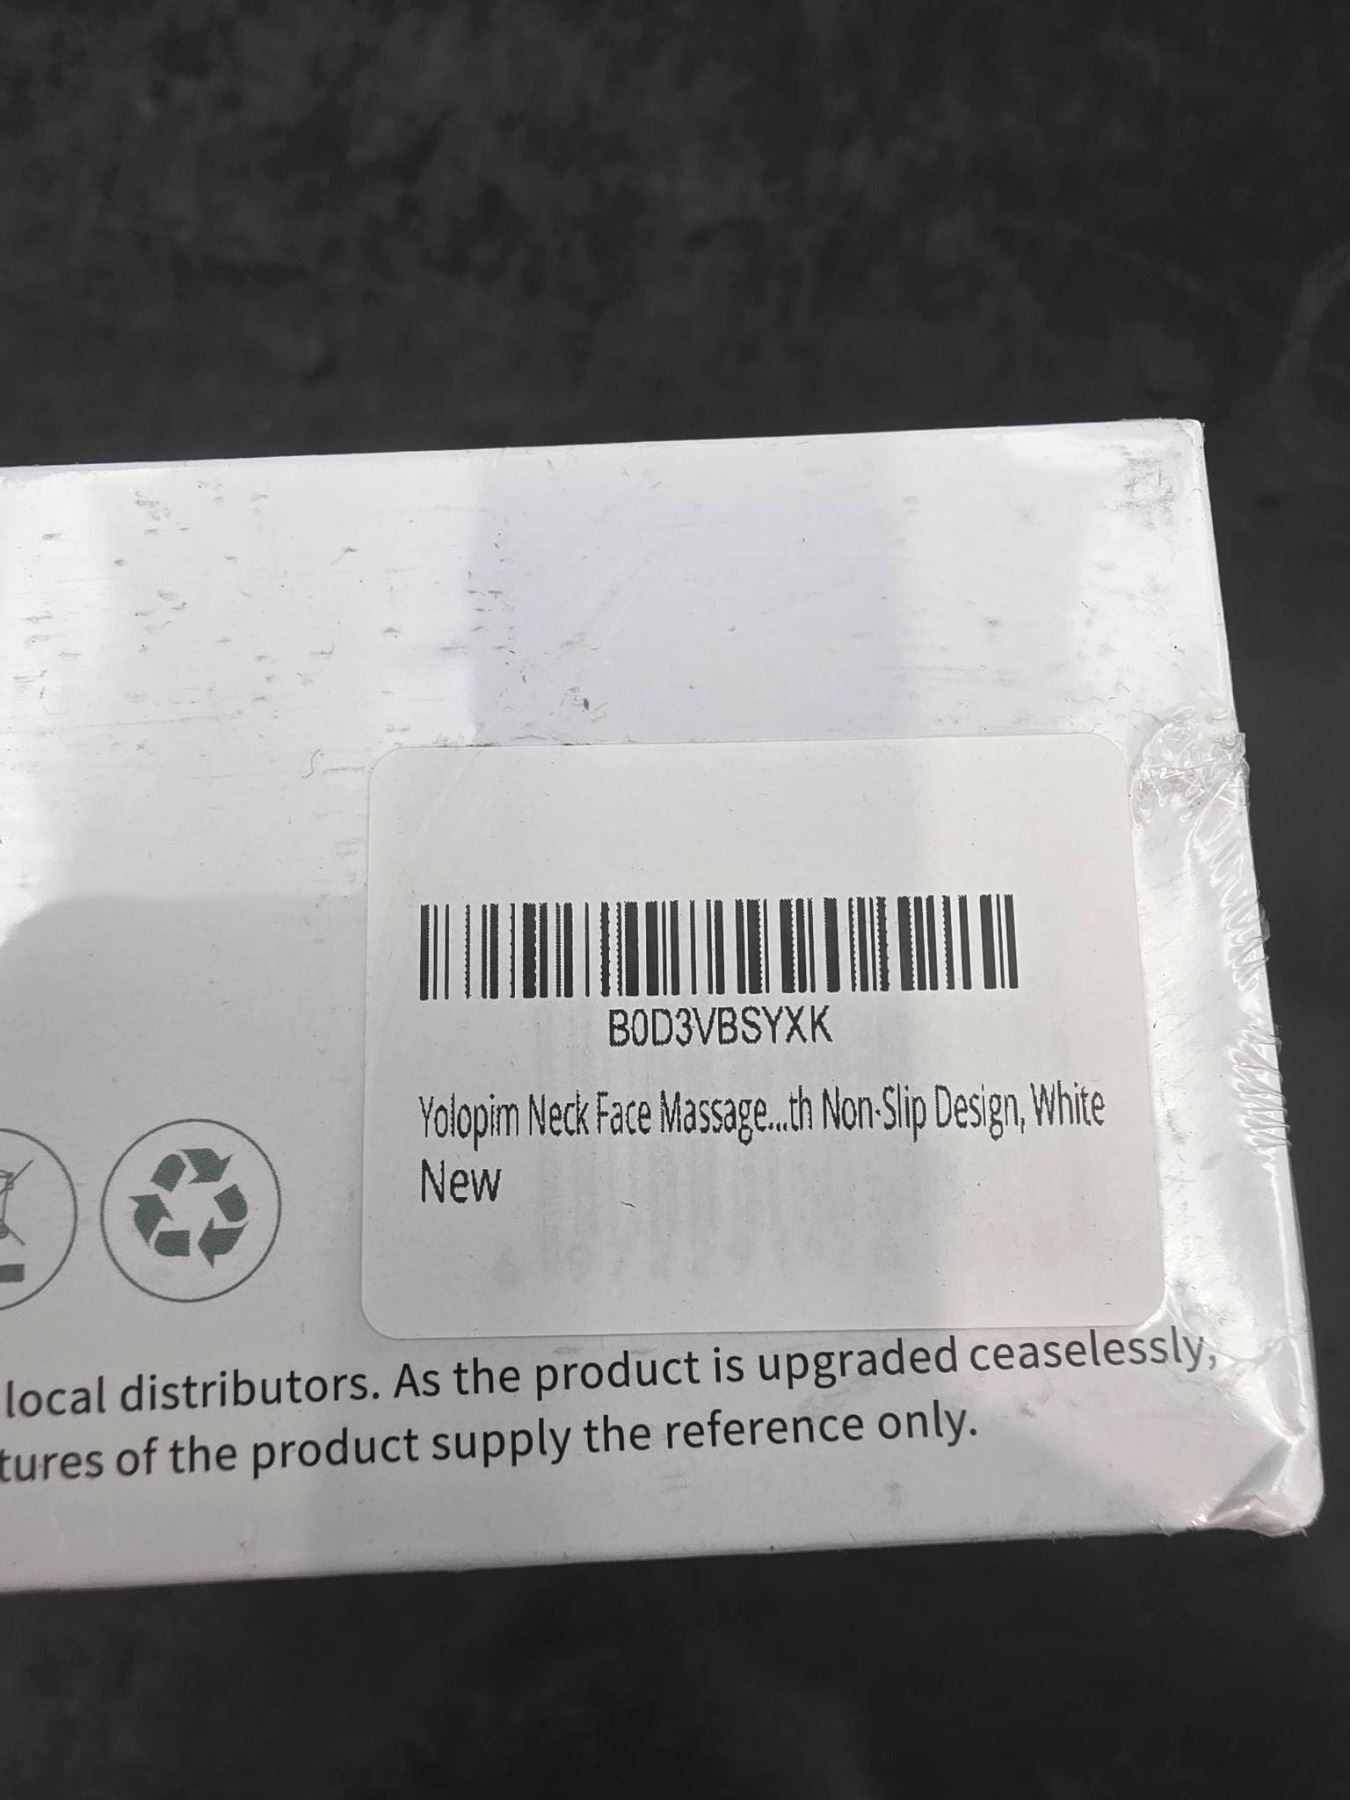 B0D3VBSYXK
Yolopim Neck Face Massage...th Non-Slip Design, White
New
local distributors. As the product is upgraded ceaselessly,
tures of the product supply the reference only.